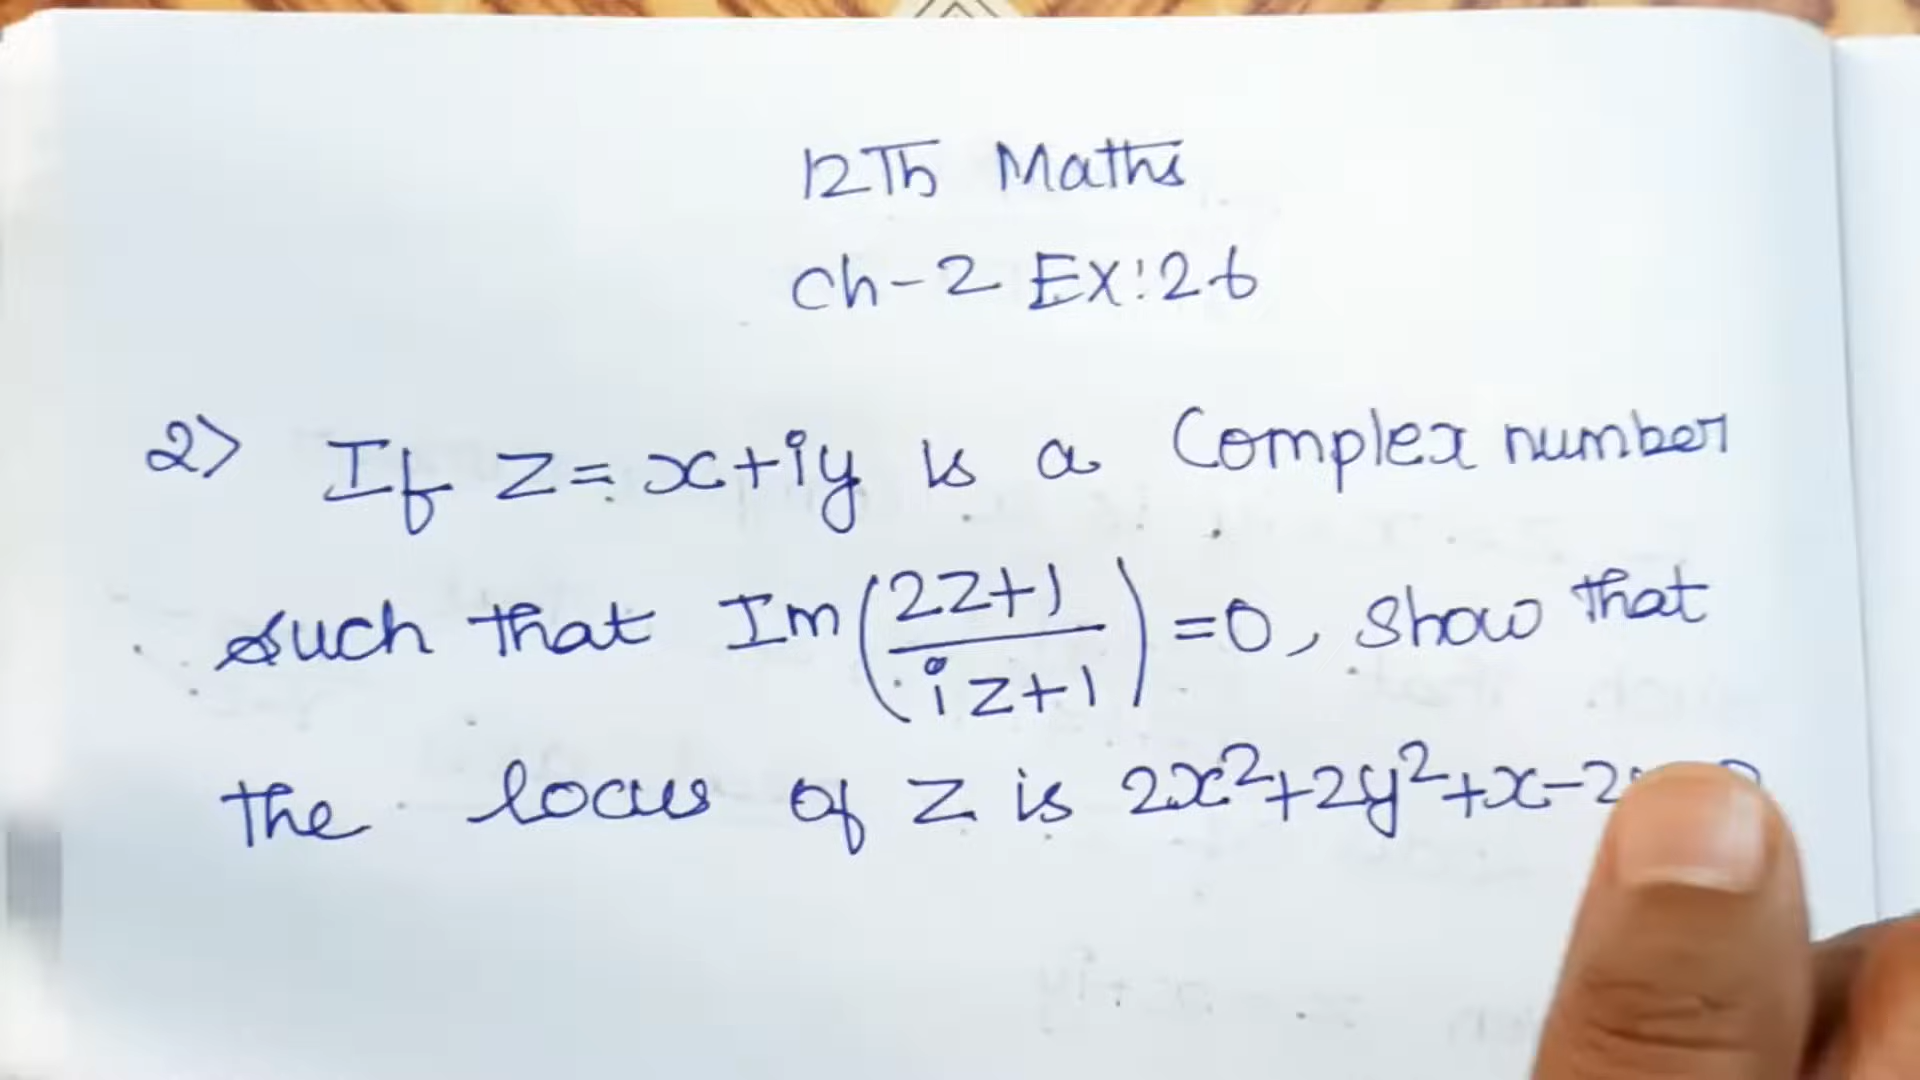 12Th Maths
Ch-2 EX:2.6
2) If z=x+iy is a Complex number
such that Im(2z+1/iz+1)=0, show that
the locus of z is 2x²+2y²+x-2